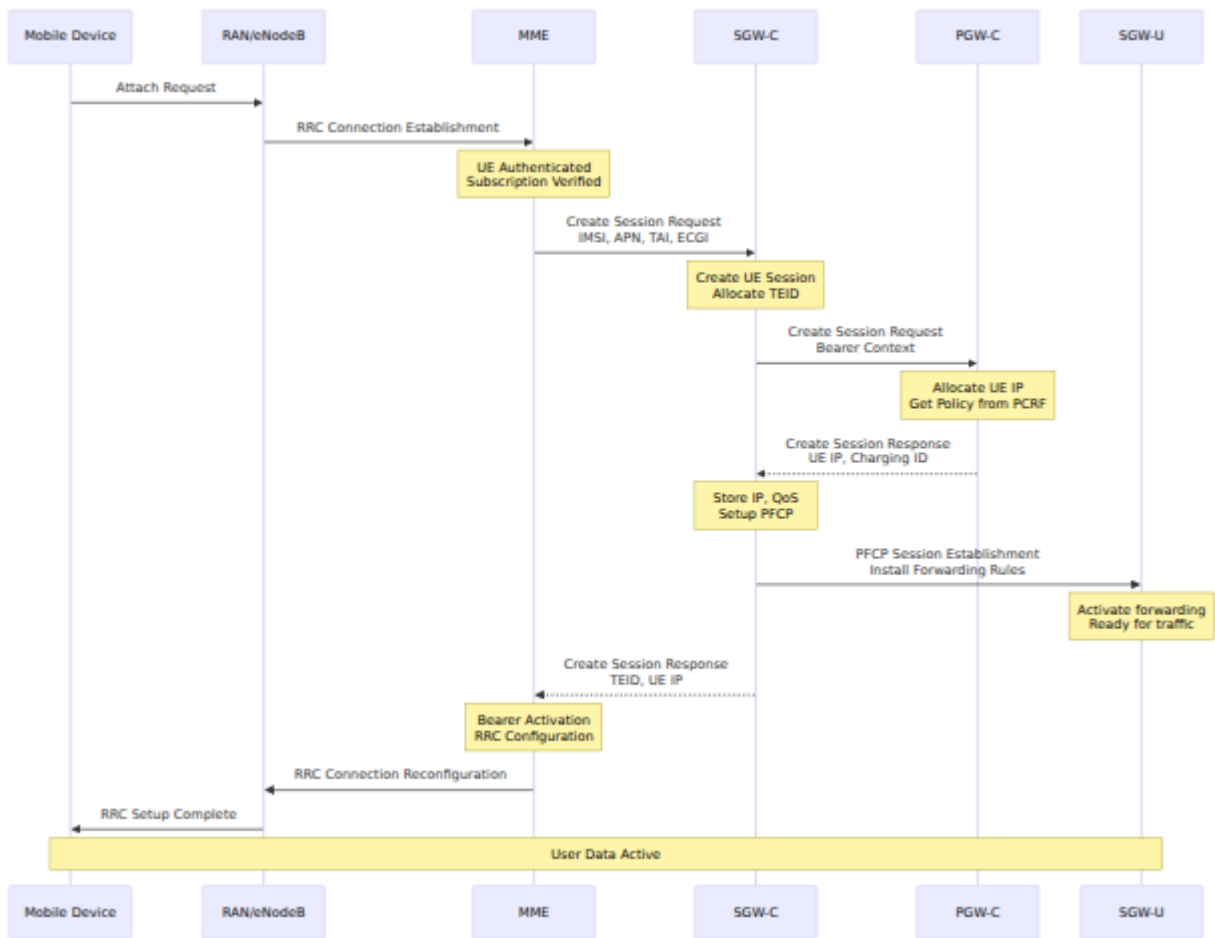 Mobile Device
RAN/eNodeB
MME
SGW-C
PGW-C
SGW-U
Attach Request
RRC Connection Establishment
UE Authenticated
Subscription Verified
Create Session Request
IMSI, APN, TAI, ECGI
Create UE Session
Allocate TEID
Create Session Request
Bearer Context
Allocate UE IP
Get Policy from PCRF
Create Session Response
UE IP, Charging ID
Store IP, QoS
Setup PFCP
PFCP Session Establishment
Install Forwarding Rules
Activate forwarding
Ready for traffic
Create Session Response
TEID, UE IP
Bearer Activation
RRC Configuration
RRC Connection Reconfiguration
RRC Setup Complete
User Data Active
Mobile Device
RAN/eNodeB
MME
SGW-C
PGW-C
SGW-U